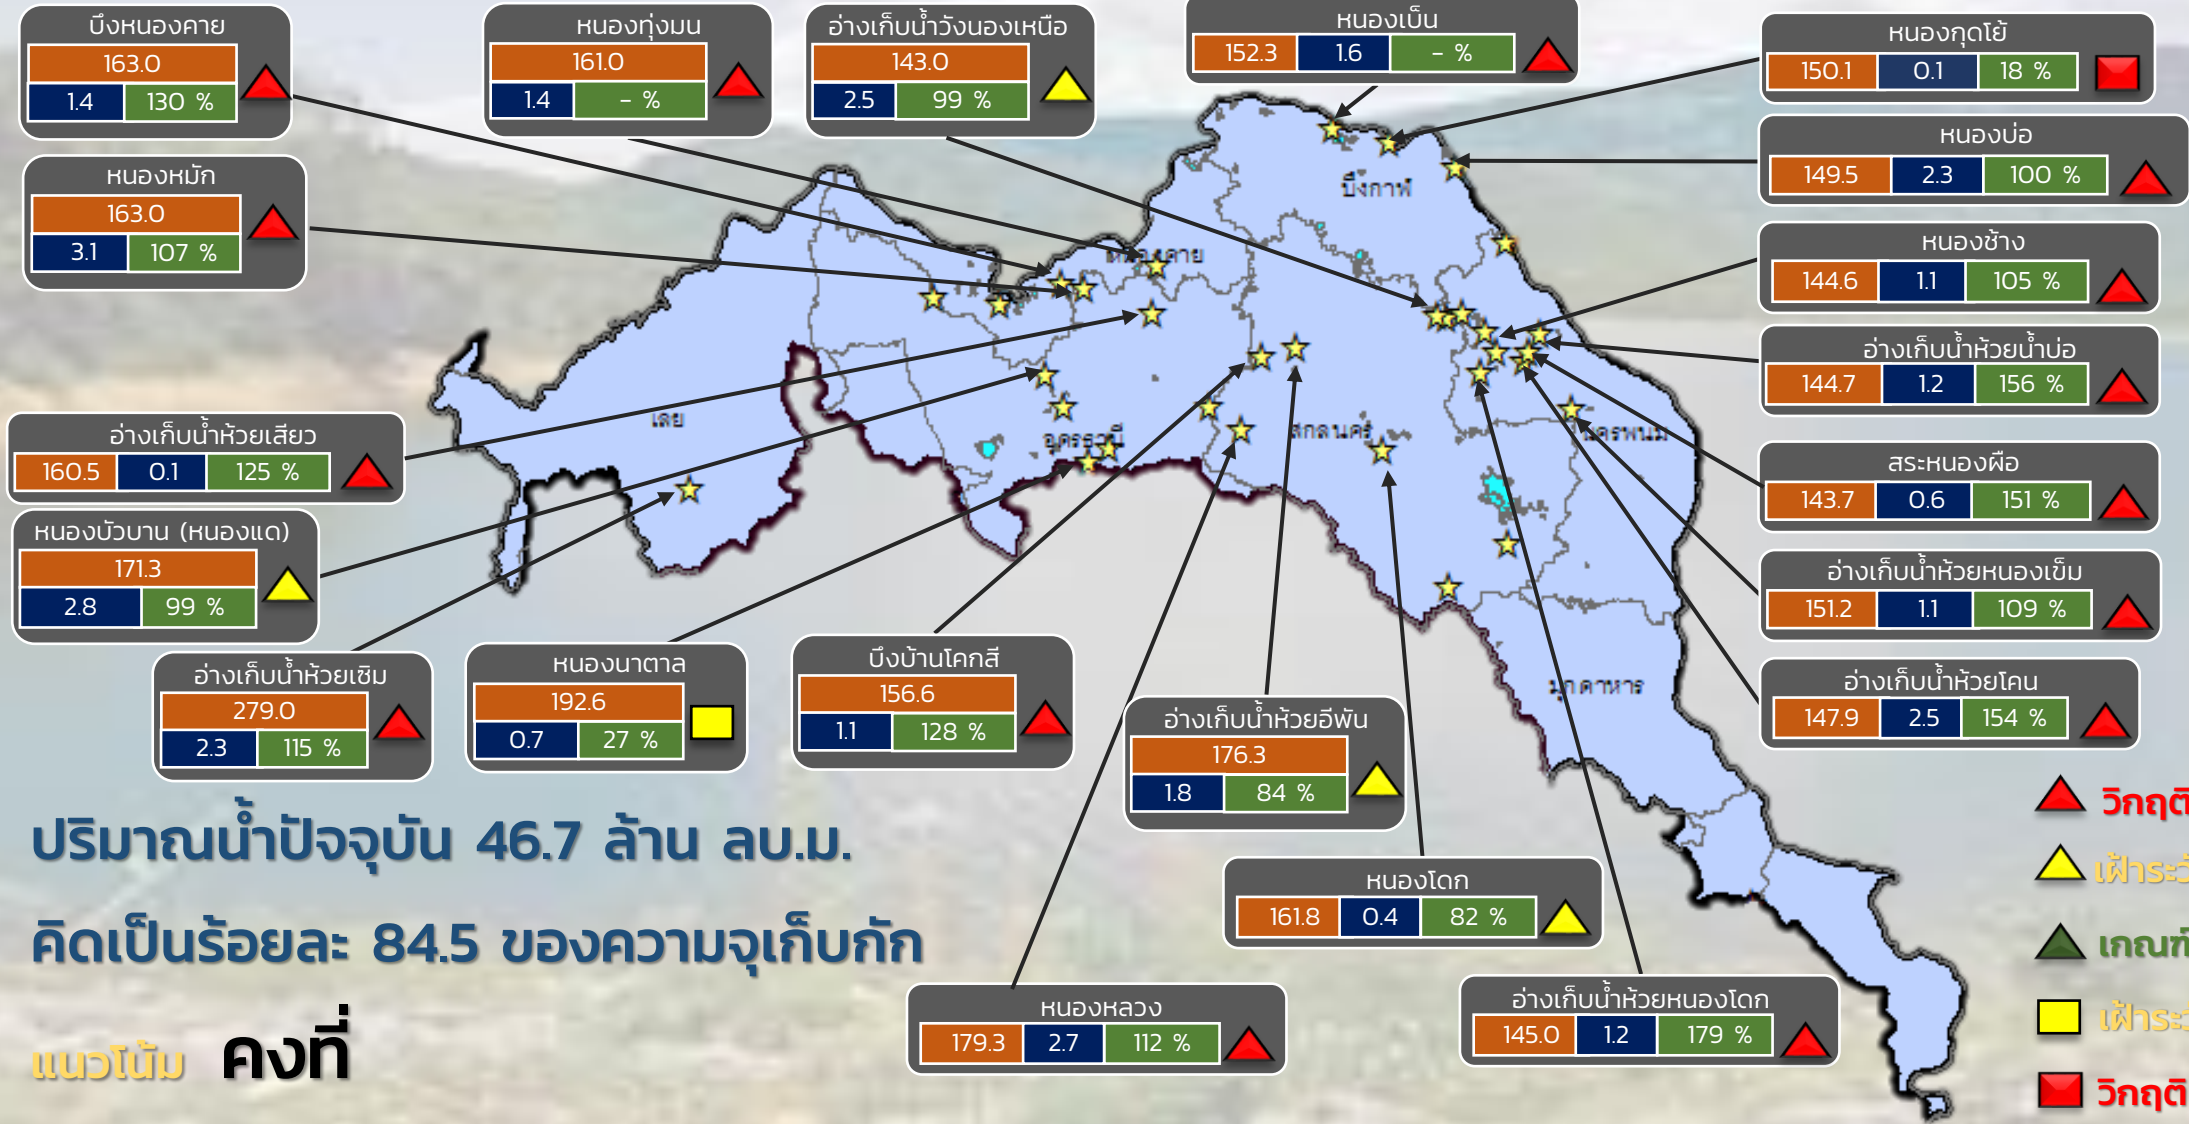 บึงหนองคาย
163.0
1.4 130 %
หนองทุ่งมน
161.0
1.4 - %
อ่างเก็บน้ำวังนองเหนือ
143.0
2.5 99 %
หนองเบ็น
152.3 1.6 - %
หนองกุดโย้
150.1 0.1 18 %
หนองหมัก
163.0
3.1 107 %
หนองบ่อ
149.5 2.3 100 %
หนองช้าง
144.6 1.1 105 %
อ่างเก็บน้ำห้วยน้ำบ่อ
144.7 1.2 156 %
สระหนองผือ
143.7 0.6 151 %
อ่างเก็บน้ำห้วยหนองเข็ม
151.2 1.1 109 %
อ่างเก็บน้ำห้วยโคน
147.9 2.5 154 %
บึงกาฬ
หนองคาย
เลย
อุดรธานี
สกลนคร
นครพนม
มุกดาหาร
อ่างเก็บน้ำห้วยเสียว
160.5 0.1 125 %
หนองบัวบาน (หนองแด)
171.3
2.8 99 %
อ่างเก็บน้ำห้วยเซิม
279.0
2.3 115 %
หนองนาตาล
192.6
0.7 27 %
บึงบ้านโคกสี
156.6
1.1 128 %
อ่างเก็บน้ำห้วยอีพัน
176.3
1.8 84 %
หนองโดก
161.8 0.4 82 %
หนองหลวง
179.3 2.7 112 %
อ่างเก็บน้ำห้วยหนองโดก
145.0 1.2 179 %
ปริมาณน้ำปัจจุบัน 46.7 ล้าน ลบ.ม.
คิดเป็นร้อยละ 84.5 ของความจุเก็บกัก
แนวโน้ม คงที่
วิกฤติ
วิกฤติ